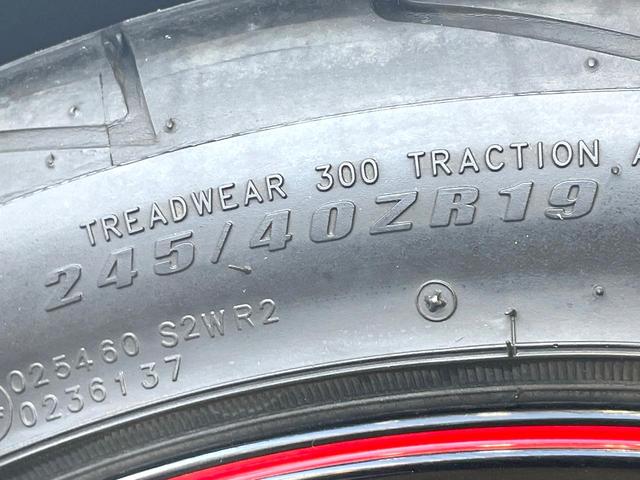 TREADWEAR 300 TRACTION A
245/40ZR19
025460 S2WR2
0236137